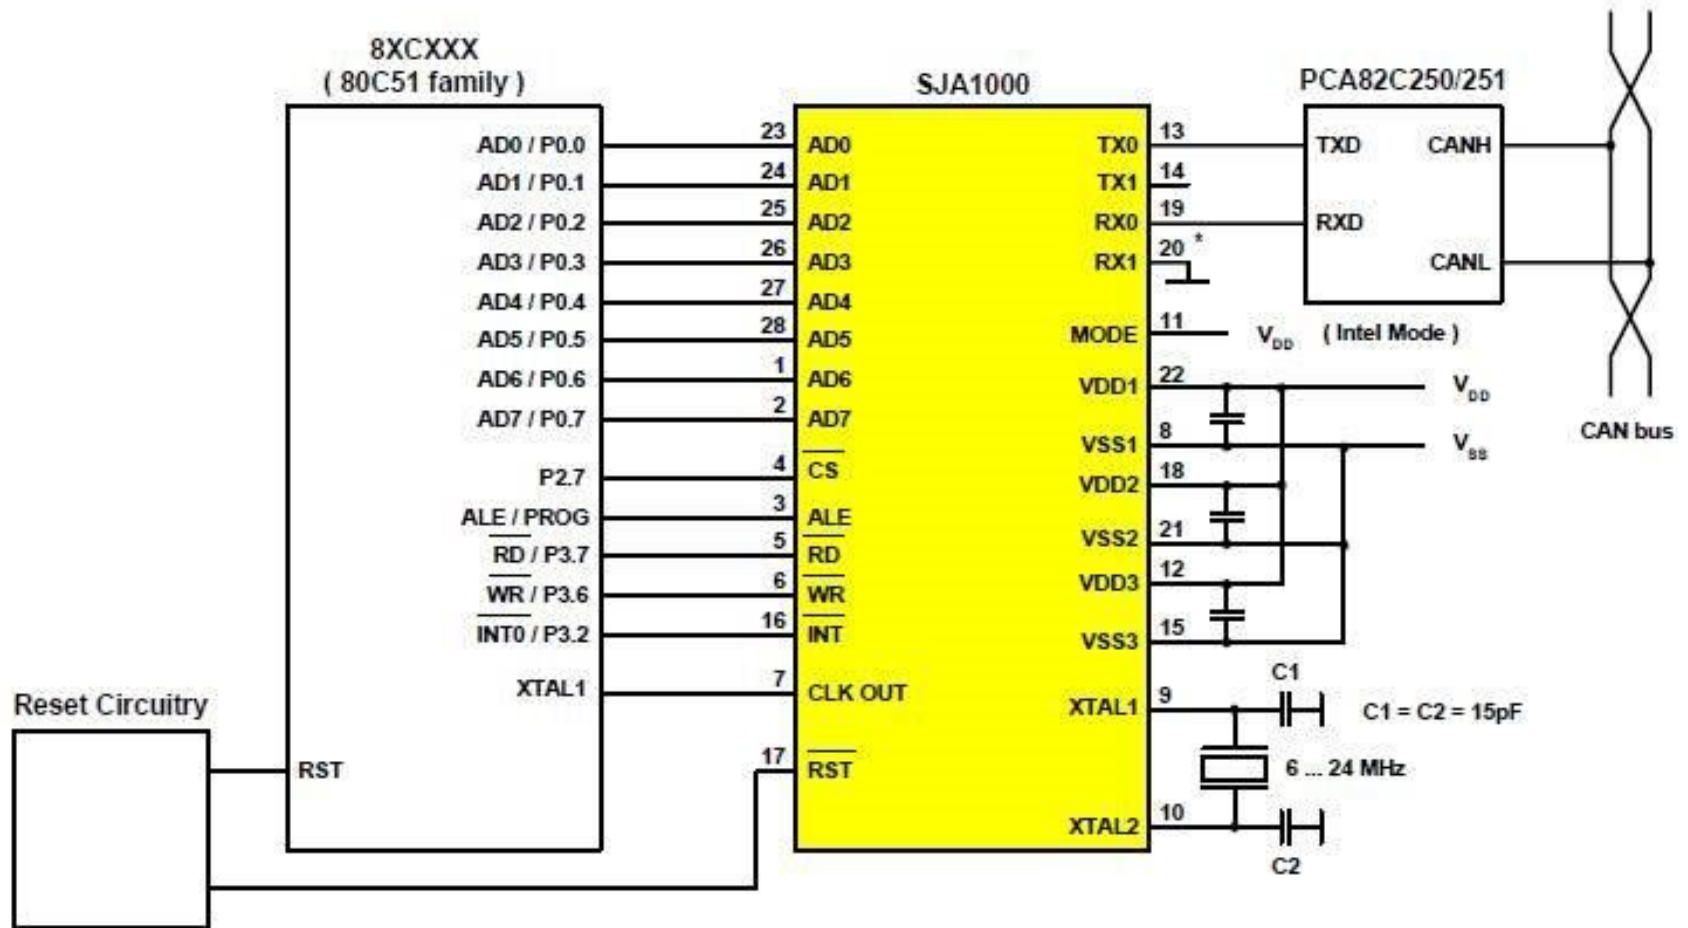 8XCXXX
( 80C51 family )
AD0 / P0.0
AD1 / P0.1
AD2 / P0.2
AD3 / P0.3
AD4 / P0.4
AD5 / P0.5
AD6 / P0.6
AD7 / P0.7
P2.7
ALE / PROG
RD / P3.7
WR / P3.6
INT0 / P3.2
XTAL1
RST
Reset Circuitry
23
24
25
26
27
28
1
2
4
3
5
6
16
7
17
SJA1000
AD0
AD1
AD2
AD3
AD4
AD5
AD6
AD7
CS
ALE
RD
WR
INT
CLK OUT
RST
TX0
TX1
RX0
RX1
MODE
VDD1
VSS1
VDD2
VSS2
VDD3
VSS3
XTAL1
XTAL2
13
14
19
20 *
11
22
8
18
21
12
15
9
10
PCA82C250/251
TXD
RXD
CANH
CANL
VDD ( Intel Mode )
VDD
VSS
CAN bus
C1
C1 = C2 = 15pF
6 ... 24 MHz
C2